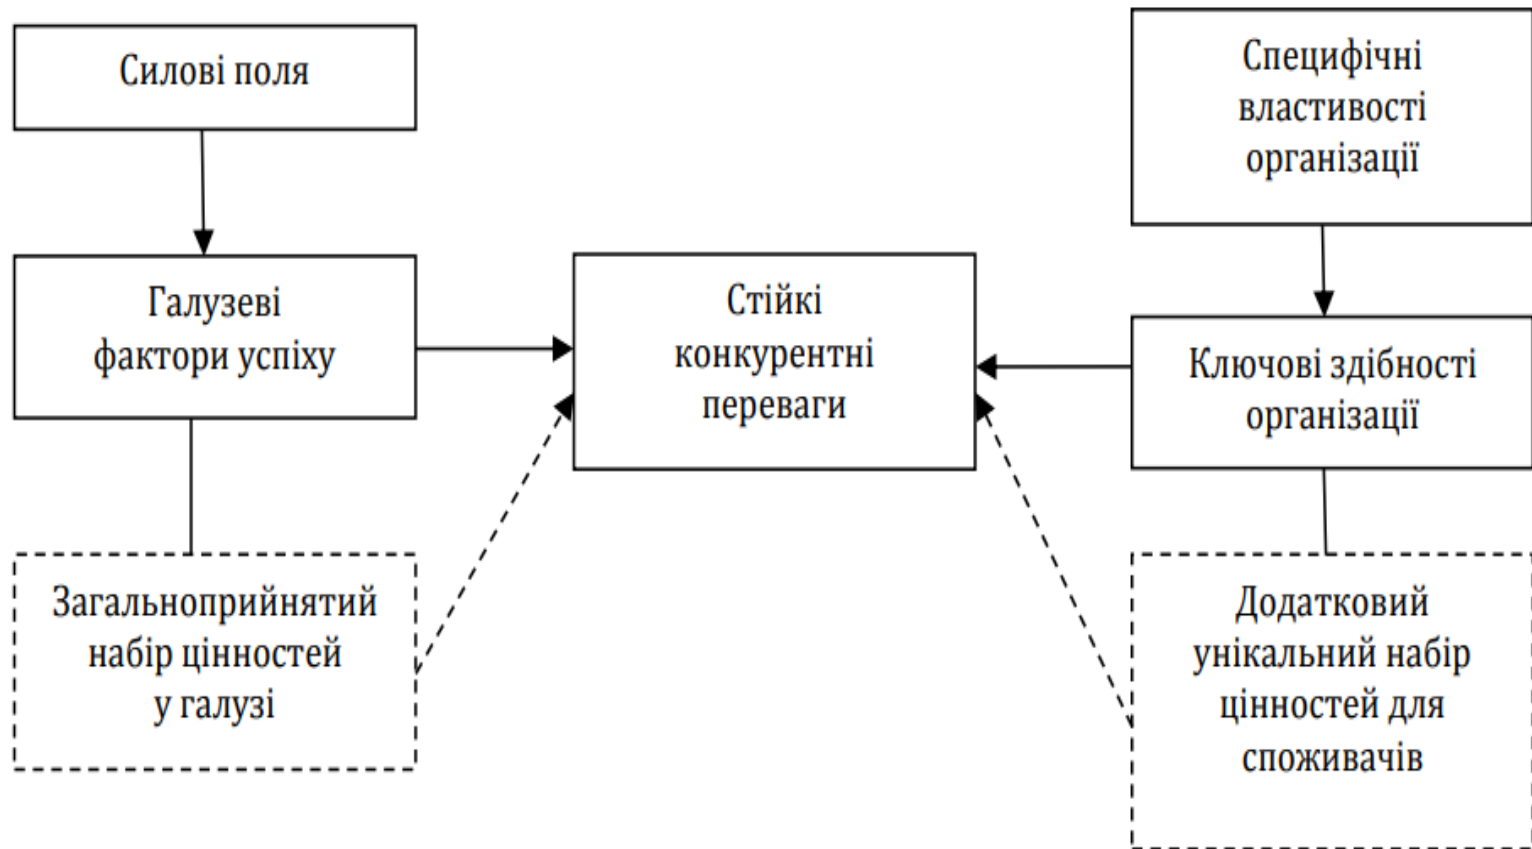 Силові поля
Специфічні
властивості
організації
Галузеві
фактори успіху
Стійкі
конкурентні
переваги
Ключові здібності
організації
Загальноприйнятий
набір цінностей
у галузі
Додатковий
унікальний набір
цінностей для
споживачів